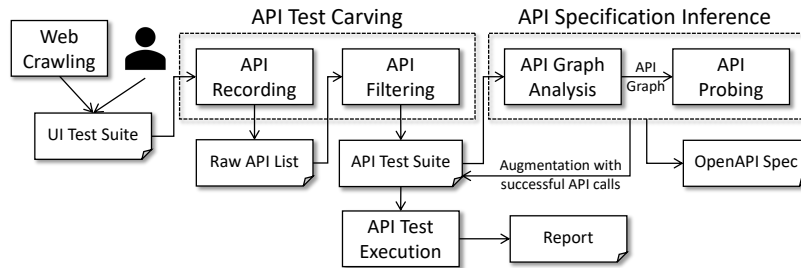 API Test Carving
API Specification Inference
Web
Crawling
API
Recording
API
Filtering
API Graph
Analysis
API
Graph
API
Probing
UI Test Suite
Raw API List
API Test Suite
Augmentation with
successful API calls
OpenAPI Spec
API Test
Execution
Report